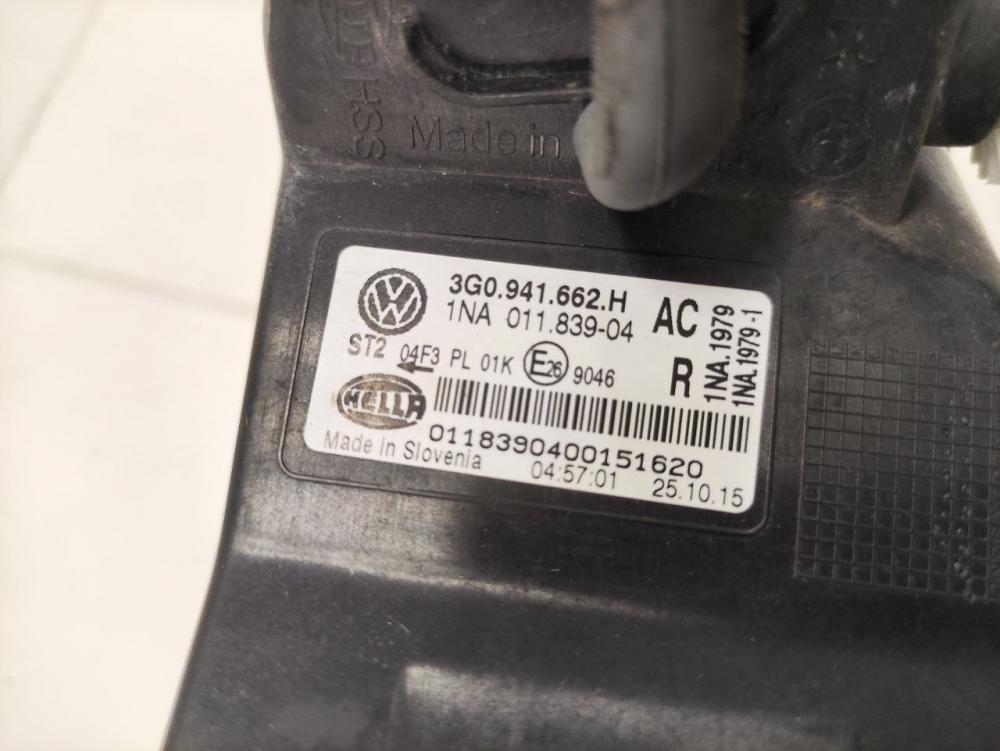 Made in
3G0.941.662.H
AC
1NA 011.839-04
ST2
04F3 PL 01K E26 9046
R
1NA.1979
1NA.1979-1
HELLA
0118390400151620
Made in Slovenia
04:57:01
25.10.15